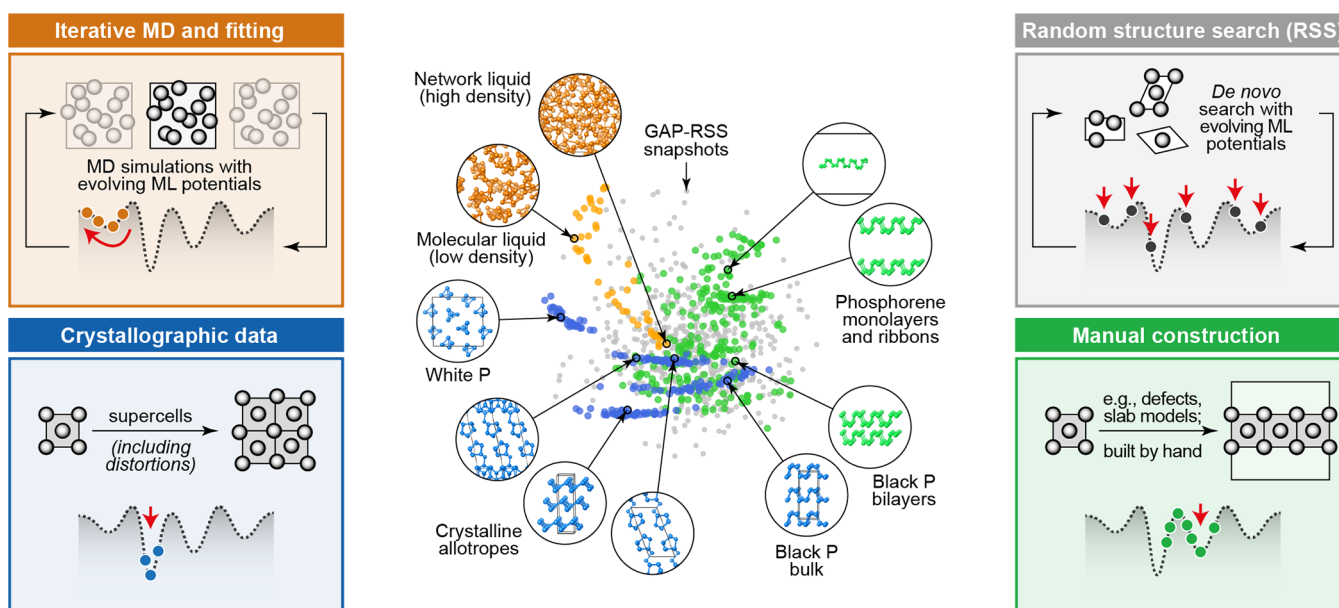 Iterative MD and fitting
MD simulations with
evolving ML potentials
Crystallographic data
supercells
(including
distortions)
Network liquid
(high density)
Molecular liquid
(low density)
White P
Crystalline
allotropes
GAP-RSS
snapshots
Phosphorene
monolayers
and ribbons
Black P
bilayers
Black P
bulk
Random structure search (RSS)
De novo
search with
evolving ML
potentials
Manual construction
e.g., defects,
slab models;
built by hand